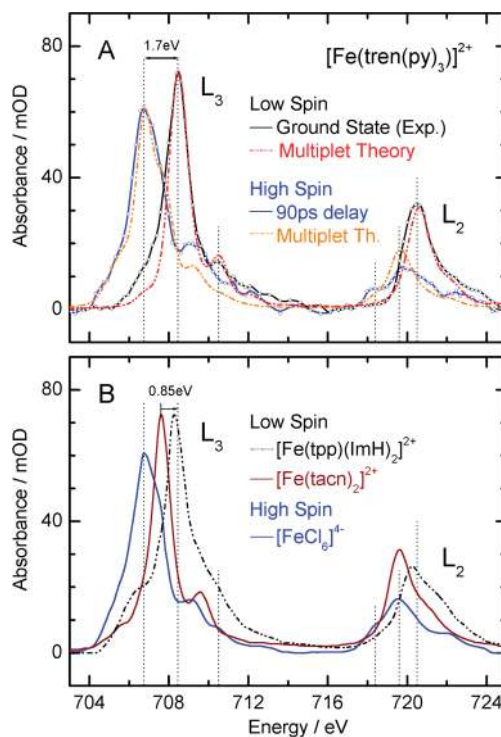 A
1.7eV
[Fe(tren(py)3)]2+
L3
Low Spin
Ground State (Exp.)
Multiplet Theory
High Spin
90ps delay
Multiplet Th.
L2
Absorbance / mOD
80
40
0
B
0.85eV
L3
Low Spin
[Fe(tpp)(ImH)2]2+
[Fe(tacn)2]2+
High Spin
[FeCl6]4-
L2
Absorbance / mOD
80
40
0
704 708 712 716 720 724
Energy / eV